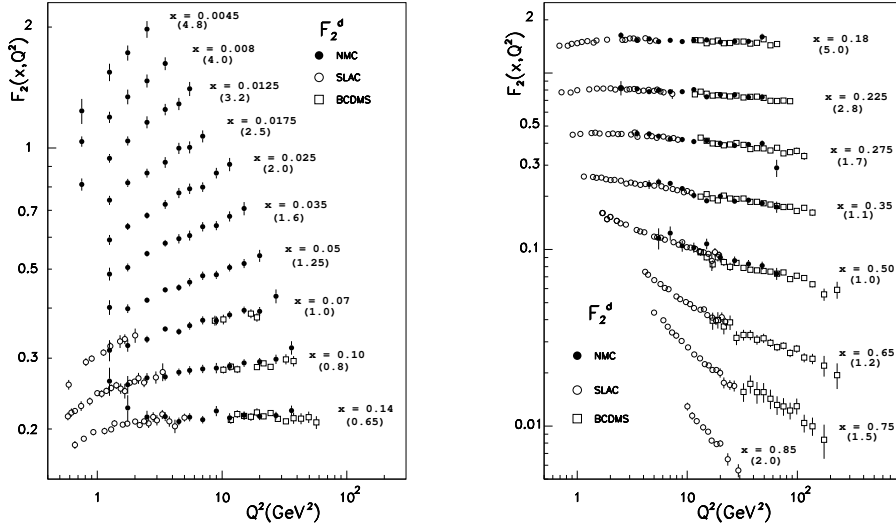 F₂(x,Q²)
2
1
0.7
0.5
0.3
0.2
x = 0.0045
(4.8)
x = 0.008
(4.0)
x = 0.0125
(3.2)
x = 0.0175
(2.5)
x = 0.025
(2.0)
x = 0.035
(1.6)
x = 0.05
(1.25)
x = 0.07
(1.0)
x = 0.10
(0.8)
x = 0.14
(0.65)
F₂ᵈ
NMC
SLAC
BCDMS
1 10 10²
Q²(GeV²)
F₂(x,Q²)
2
1
0.5
0.3
0.1
0.01
x = 0.18
(5.0)
x = 0.225
(2.8)
x = 0.275
(1.7)
x = 0.35
(1.1)
x = 0.50
(1.0)
x = 0.65
(1.2)
x = 0.75
(1.5)
x = 0.85
(2.0)
F₂ᵈ
NMC
SLAC
BCDMS
1 10 10²
Q²(GeV²)